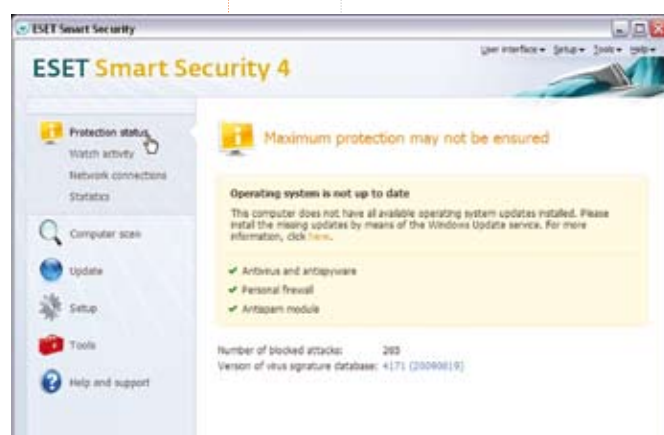 ESET Smart Security
User interface Setup Tools Help
ESET Smart Security 4
Protection status
Watch activity
Network connections
Statistics
Computer scan
Update
Setup
Tools
Help and support
Maximum protection may not be ensured
Operating system is not up to date
This computer does not have all available operating system updates installed. Please
install the missing updates by means of the Windows Update service. For more
information, click here.
Antivirus and antispyware
Personal firewall
Antispam module
Number of blocked attacks: 265
Version of virus signature database: 4171 (20090619)